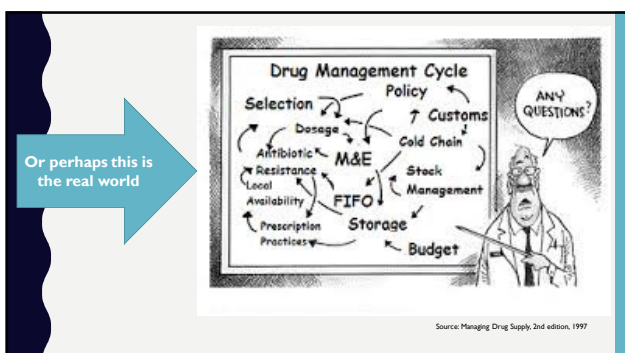 Or perhaps this is
the real world
Drug Management Cycle
Policy
Selection
Customs
Dosage
Cold Chain
Antibiotic
Resistance
M&E
Stock
Management
Local
Availability
FIFO
Storage
Prescription
Practices
Budget
ANY
QUESTIONS?
Source: Managing Drug Supply, 2nd edition, 1997